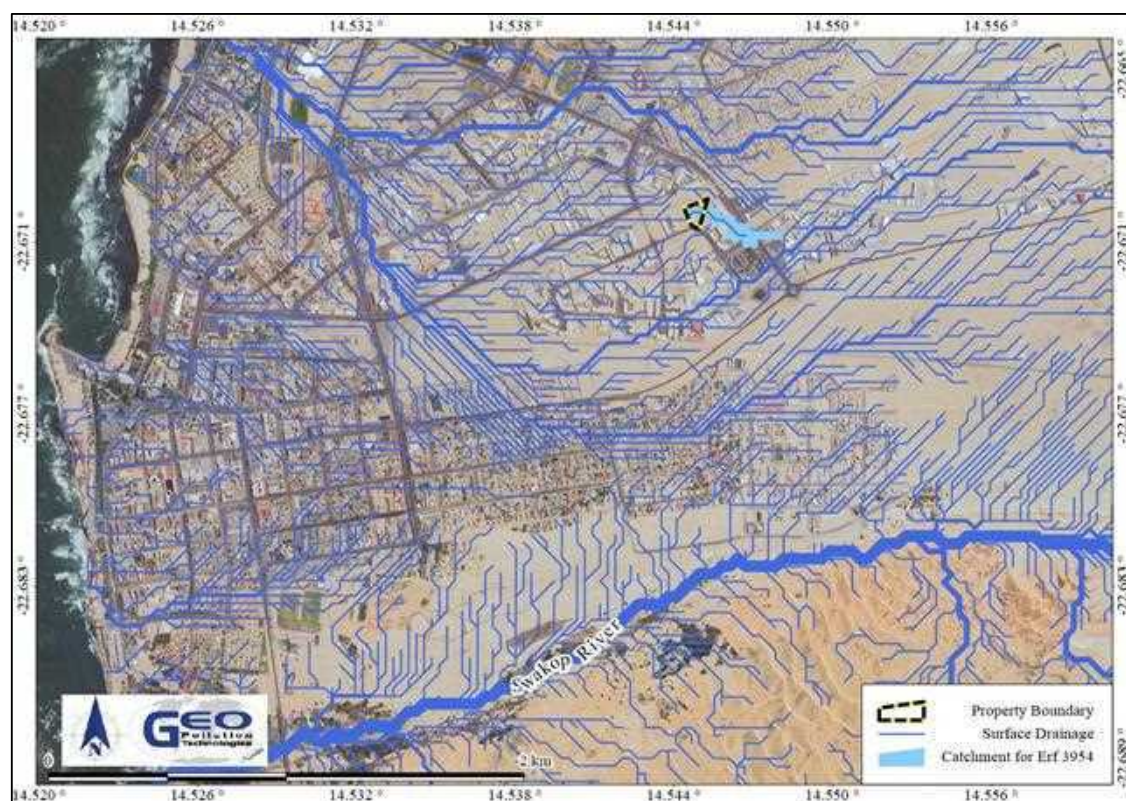 14.520 ° 14.526 ° 14.532 ° 14.538 ° 14.544 ° 14.550 ° 14.556 °
-22.665 °
-22.671 ° -22.671 °
-22.677 ° -22.677 °
-22.683 ° -22.683 °
-22.689 °
Swakop River
N
GEO
Pollution
Technologies
0 2 km
Property Boundary
Surface Drainage
Catchment for Erf 3954
14.520 ° 14.526 ° 14.532 ° 14.538 ° 14.544 ° 14.550 ° 14.556 °